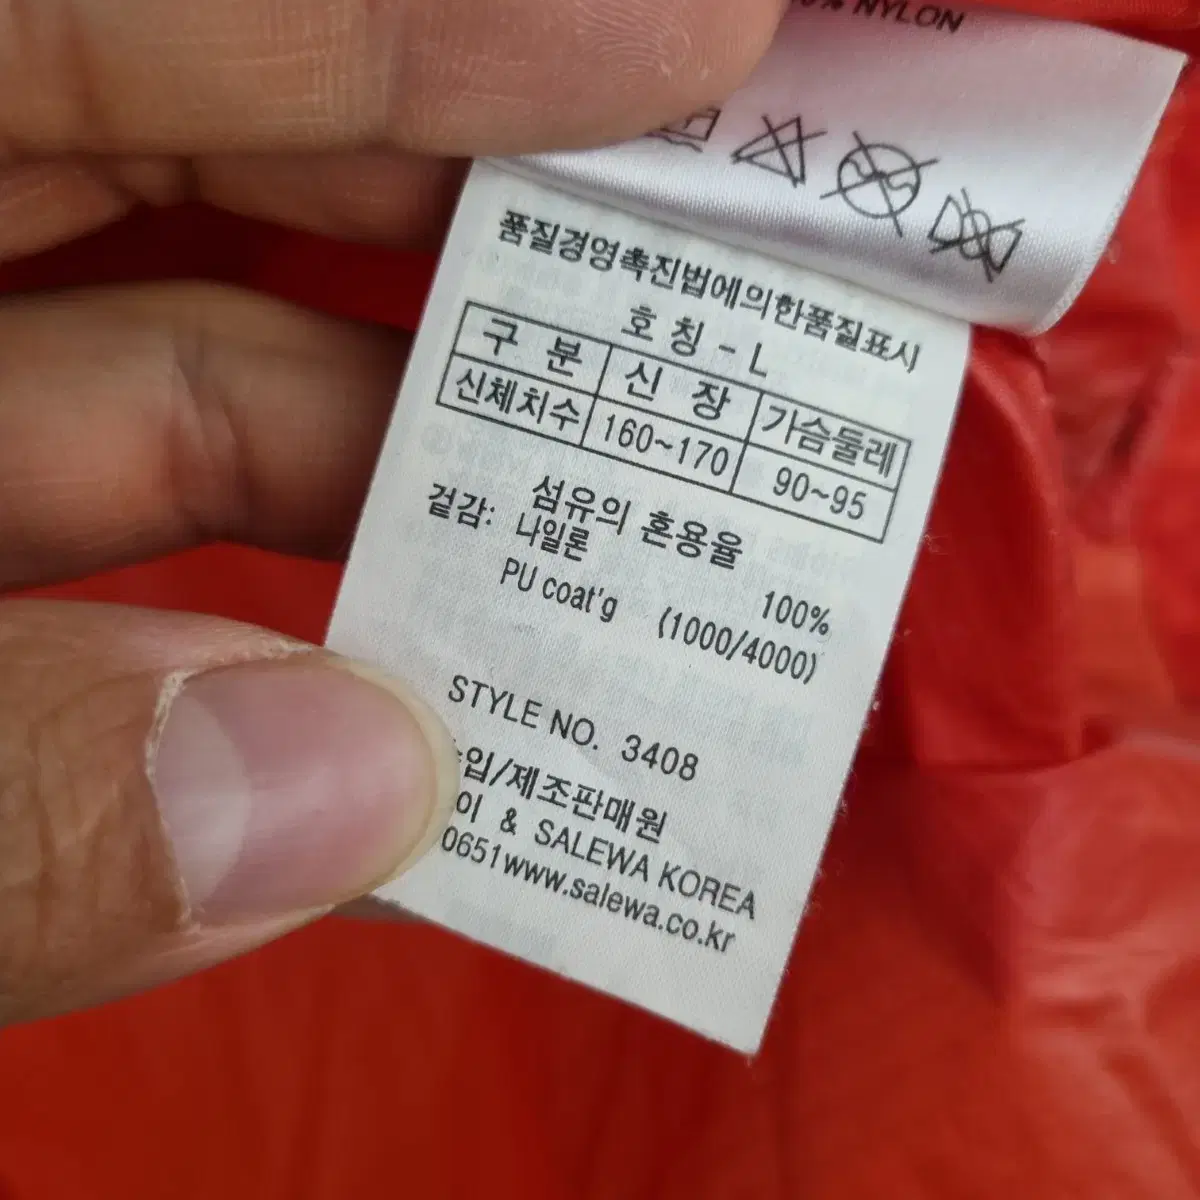 NYLON
품질경영촉진법에의한품질표시
호 칭 - L
구 분 신 장 가슴둘레
신체치수 160~170 90~95
섬유의 혼용율
겉감: 나일론 100%
PU coat'g (1000/4000)
STYLE NO. 3408
입/제조판매원
이 & SALEWA KOREA
0651www.salewa.co.kr